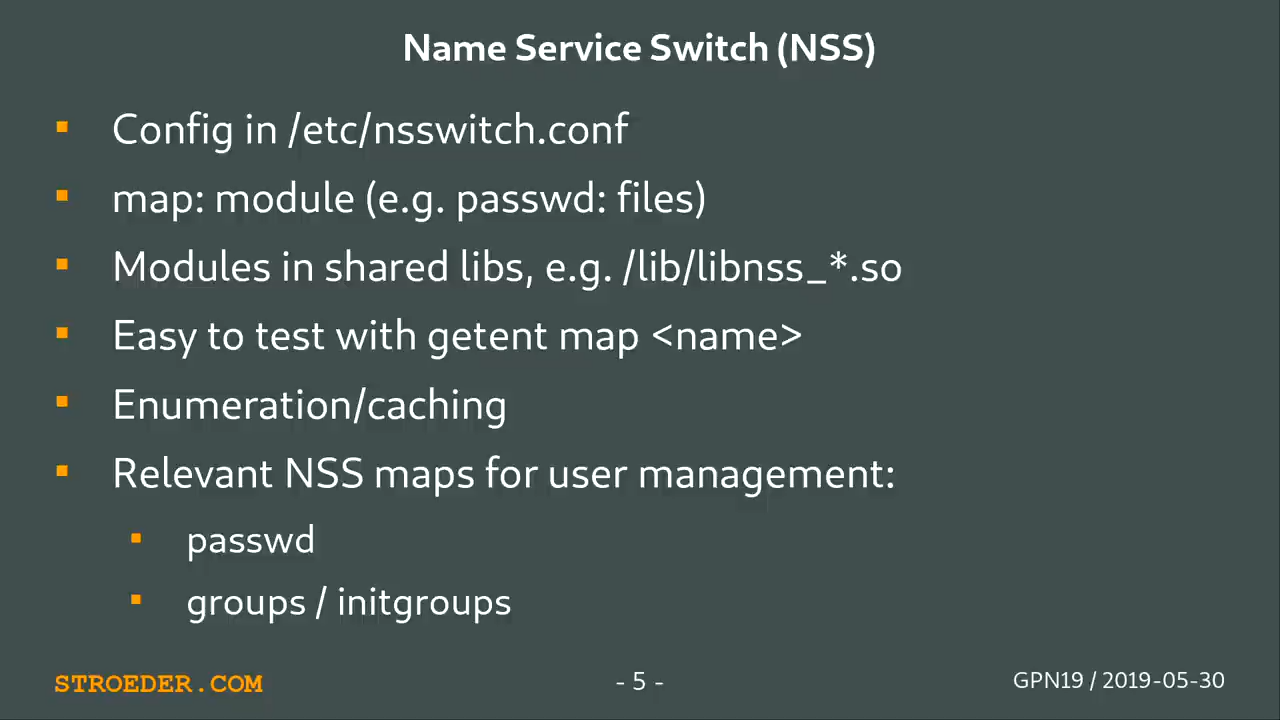 Name Service Switch (NSS)
Config in /etc/nsswitch.conf
map: module (e.g. passwd: files)
Modules in shared libs, e.g. /lib/libnss_*.so
Easy to test with getent map <name>
Enumeration/caching
Relevant NSS maps for user management:
passwd
groups / initgroups
STROEDER.COM
- 5 -
GPN19 / 2019-05-30